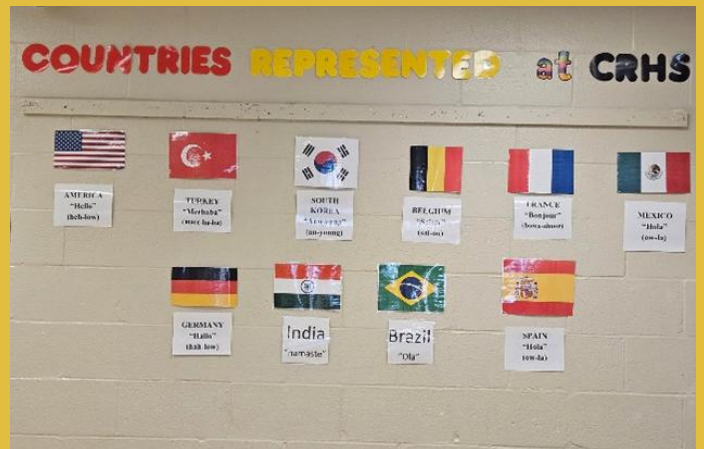 COUNTRIES REPRESENTED at CRHS
AMERICA
"Hello"
(heh-low)
TURKEY
"Merhaba"
SOUTH
KOREA
(an-young)
BELGIUM
FRANCE
"Bonjour"
MEXICO
"Hola"
(ow-la)
GERMANY
"Hallo"
(hah-low)
India
"namaste"
Brazil
"Ola"
SPAIN
"Hola"
(ow-la)